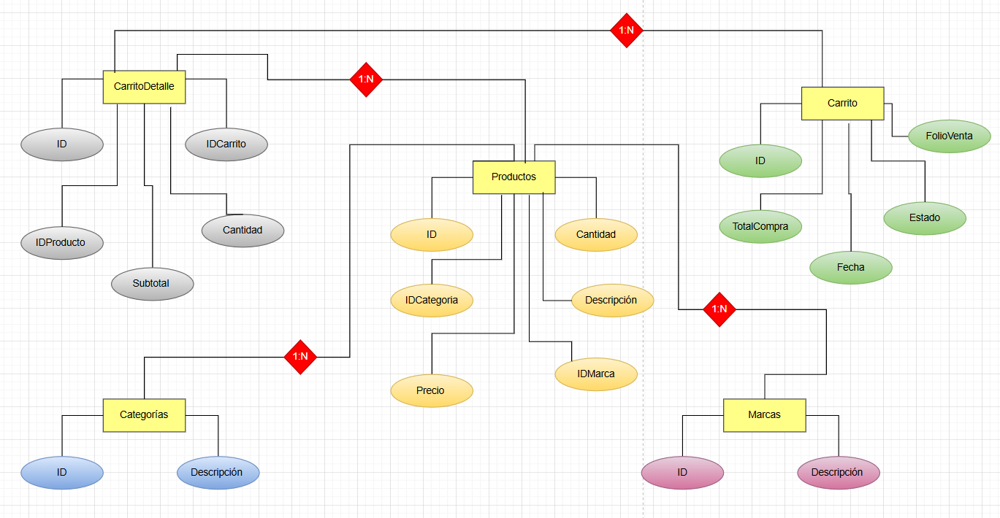 1:N
1:N
CarritoDetalle
Carrito
ID
IDCarrito
FolioVenta
ID
Productos
IDProducto
Cantidad
Subtotal
ID
Cantidad
TotalCompra
Estado
Fecha
IDCategoria
Descripción
1:N
1:N
Precio
IDMarca
Categorías
Marcas
ID
Descripción
ID
Descripción